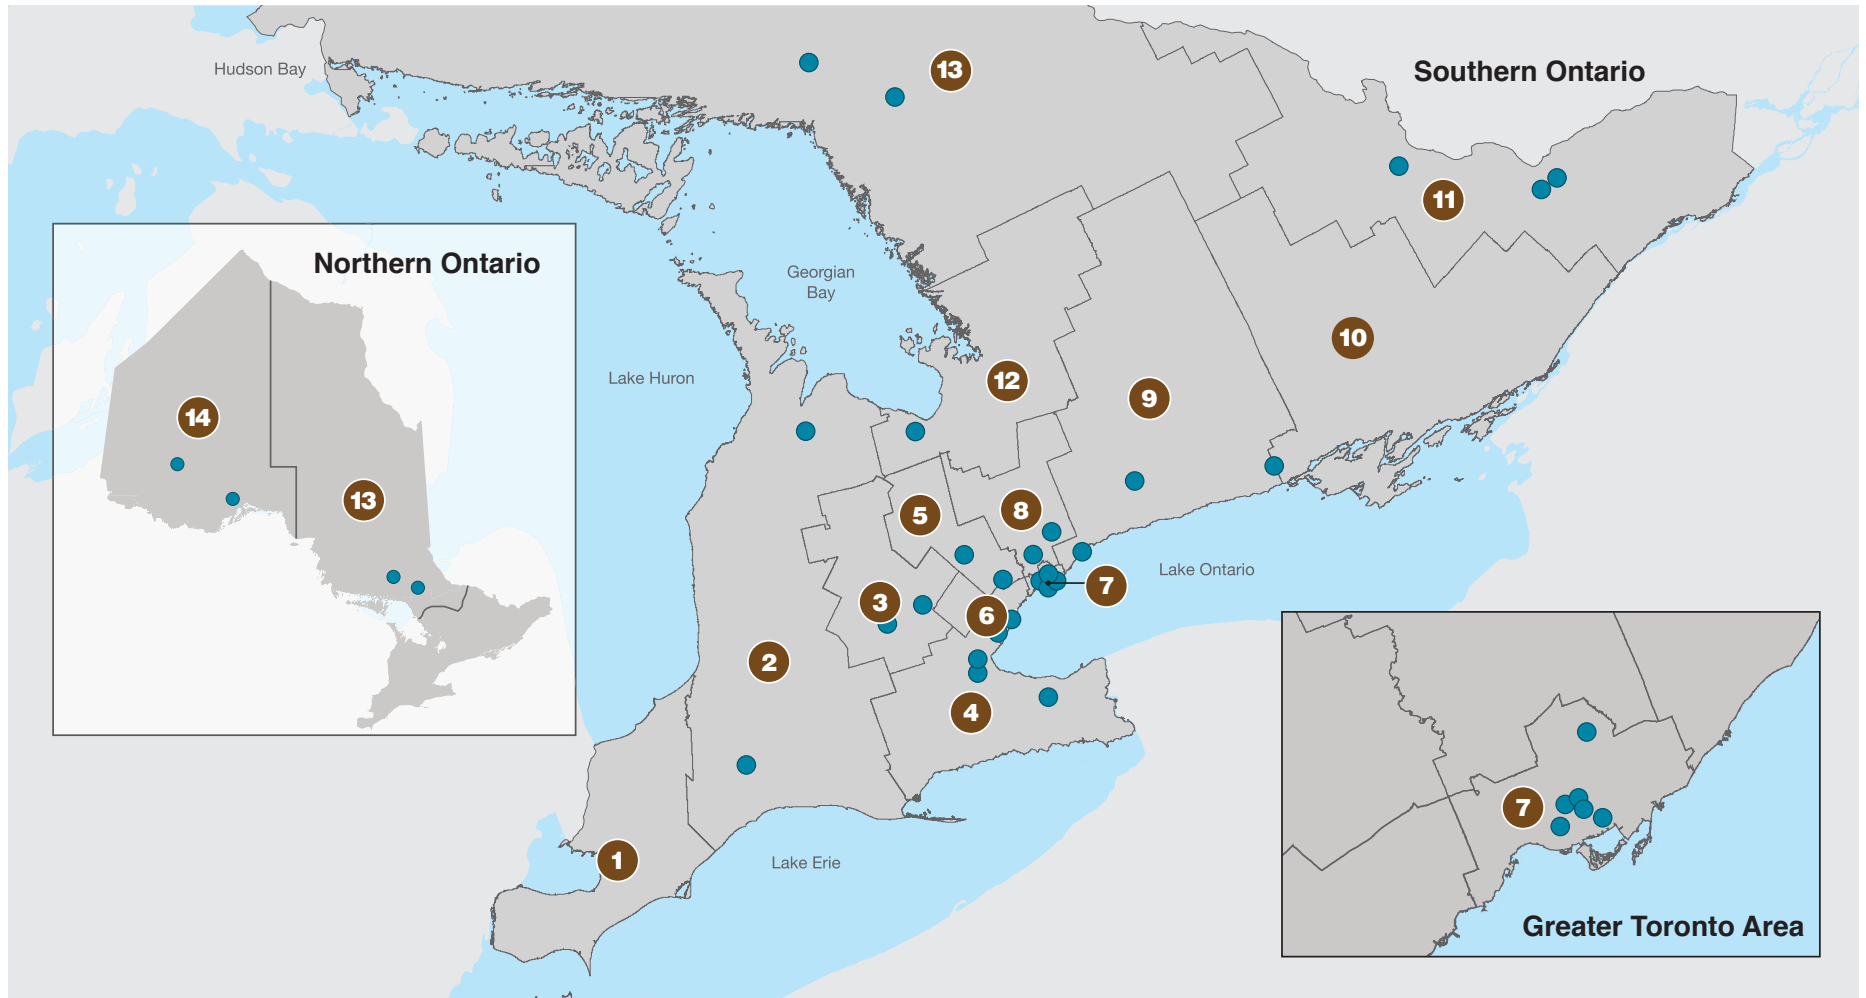 Hudson Bay
13
Southern Ontario
11
Northern Ontario
Georgian
Bay
10
Lake Huron
12
9
14
13
5
8
Lake Ontario
7
3
6
2
4
7
1
Lake Erie
Greater Toronto Area